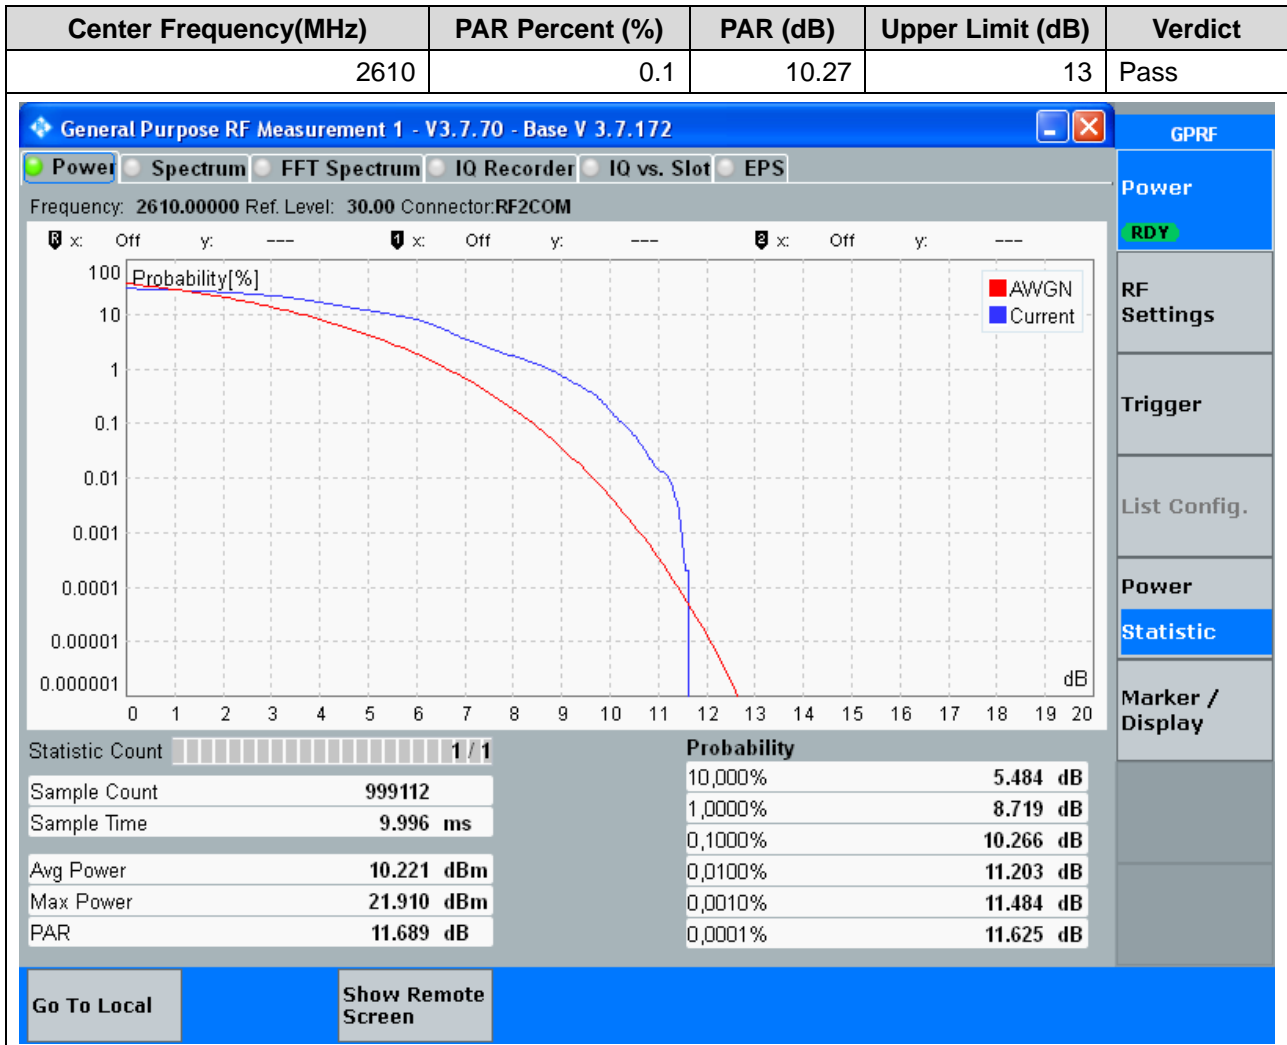 Center Frequency(MHz) PAR Percent (%) PAR (dB) Upper Limit (dB) Verdict
2610 0.1 10.27 13 Pass
General Purpose RF Measurement 1 - V3.7.70 - Base V 3.7.172
GPRF
Power Spectrum FFT Spectrum IQ Recorder IQ vs. Slot EPS
Frequency: 2610.00000 Ref. Level: 30.00 Connector:RF2COM
R x: Off y: --- 1 x: Off y: --- 2 x: Off y: ---
Power
RDY
RF
Settings
Trigger
List Config.
Power
Statistic
Marker /
Display
Probability[%]
AWGN
Current
100
10
1
0.1
0.01
0.001
0.0001
0.00001
0.000001
dB
0 1 2 3 4 5 6 7 8 9 10 11 12 13 14 15 16 17 18 19 20
Statistic Count 1 / 1
Sample Count 999112
Sample Time 9.996 ms
Avg Power 10.221 dBm
Max Power 21.910 dBm
PAR 11.689 dB
Probability
10,000% 5.484 dB
1,0000% 8.719 dB
0,1000% 10.266 dB
0,0100% 11.203 dB
0,0010% 11.484 dB
0,0001% 11.625 dB
Go To Local
Show Remote
Screen